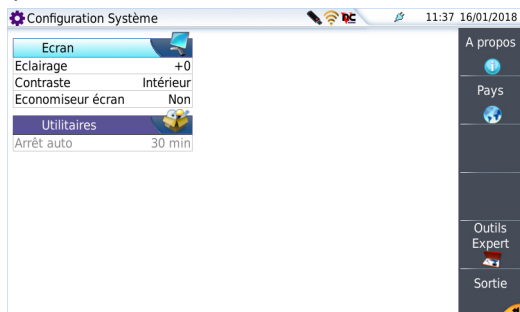 Configuration Système
11:37 16/01/2018
Ecran
Eclairage +0
Contraste Intérieur
Economiseur écran Non
Utilitaires
Arrêt auto 30 min
A propos
Pays
Outils
Expert
Sortie